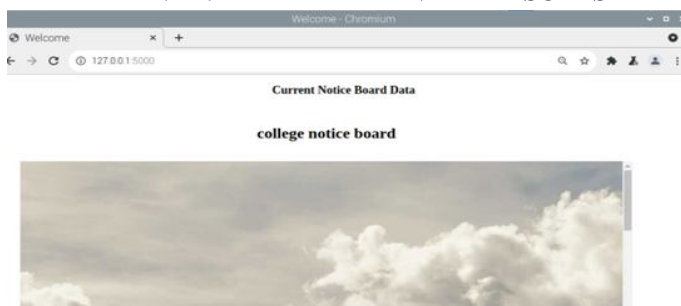 Welcome - Chromium
Welcome
127.0.0.1:5000
Current Notice Board Data
college notice board